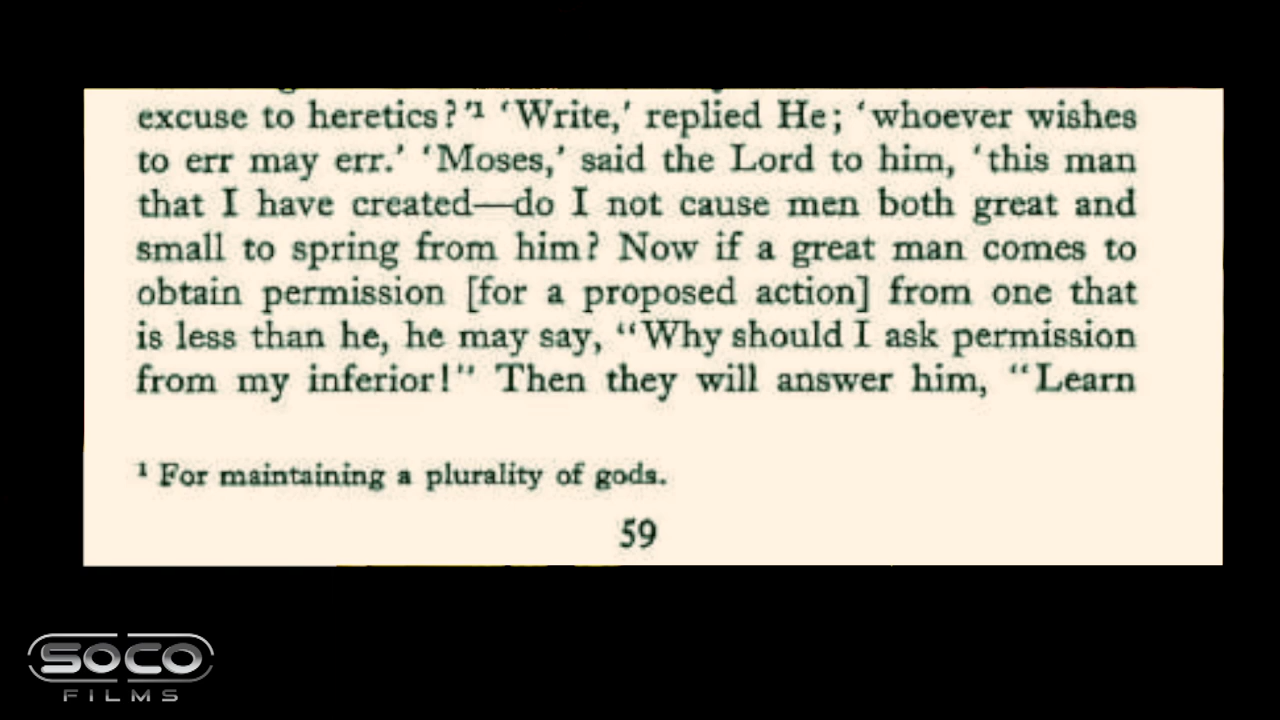 excuse to heretics?’¹ ‘Write,’ replied He; ‘whoever wishes
to err may err.’ ‘Moses,’ said the Lord to him, ‘this man
that I have created—do I not cause men both great and
small to spring from him? Now if a great man comes to
obtain permission [for a proposed action] from one that
is less than he, he may say, “Why should I ask permission
from my inferior!” Then they will answer him, “Learn
¹ For maintaining a plurality of gods.
59
SOCO
FILMS